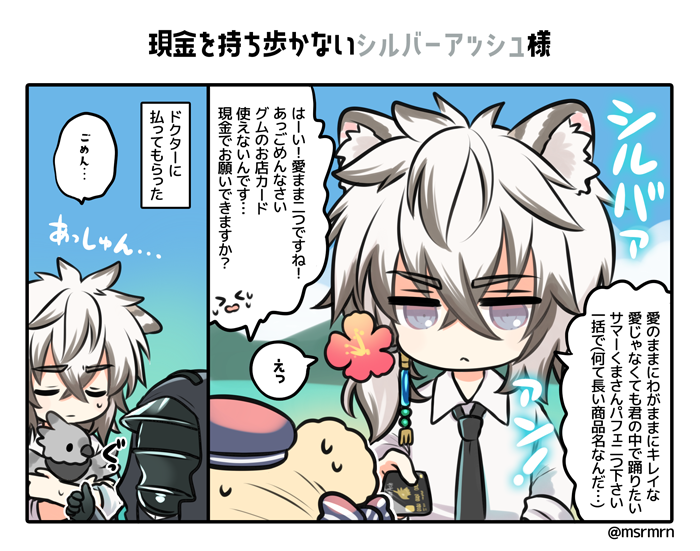 現金を持ち歩かないシルバーアッシュ様
シルバァ
アン!
愛のままにわがままにキレイな
愛じゃなくても君の中で踊りたい
サマーくまさんパフェ二つ下さい
一括で(何て長い商品名なんだ…)
はーい!愛まま二つですね!
あっごめんなさい
グムのお店カード
使えないんです…
現金でお願いできますか?
えっ
ドクターに
払ってもらった
ごめん…
あっしゅん…
ぐっ
@msrmrn